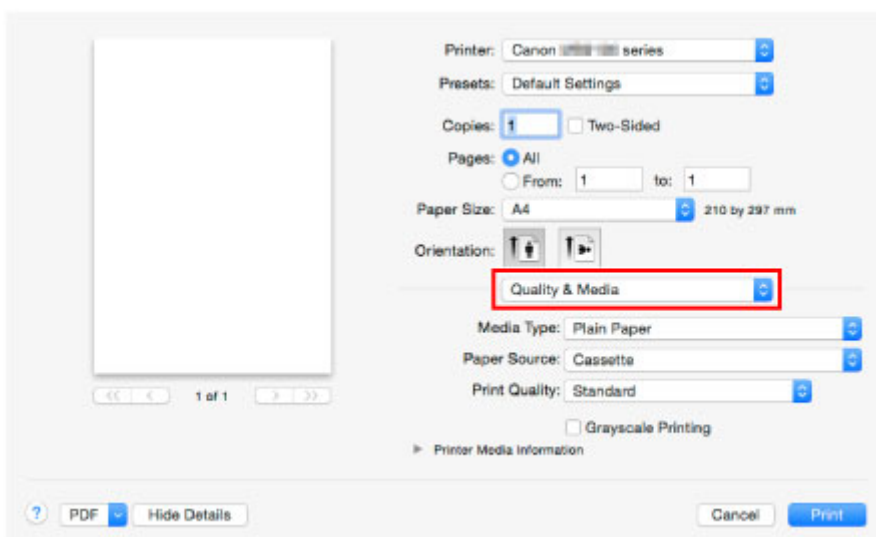 Printer: Canon series
Presets: Default Settings
Copies: 1 Two-Sided
Pages: All
From: 1 to: 1
Paper Size: A4 210 by 297 mm
Orientation:
Quality & Media
Media Type: Plain Paper
Paper Source: Cassette
Print Quality: Standard
Grayscale Printing
Printer Media Information
1 of 1
? PDF Hide Details Cancel Print